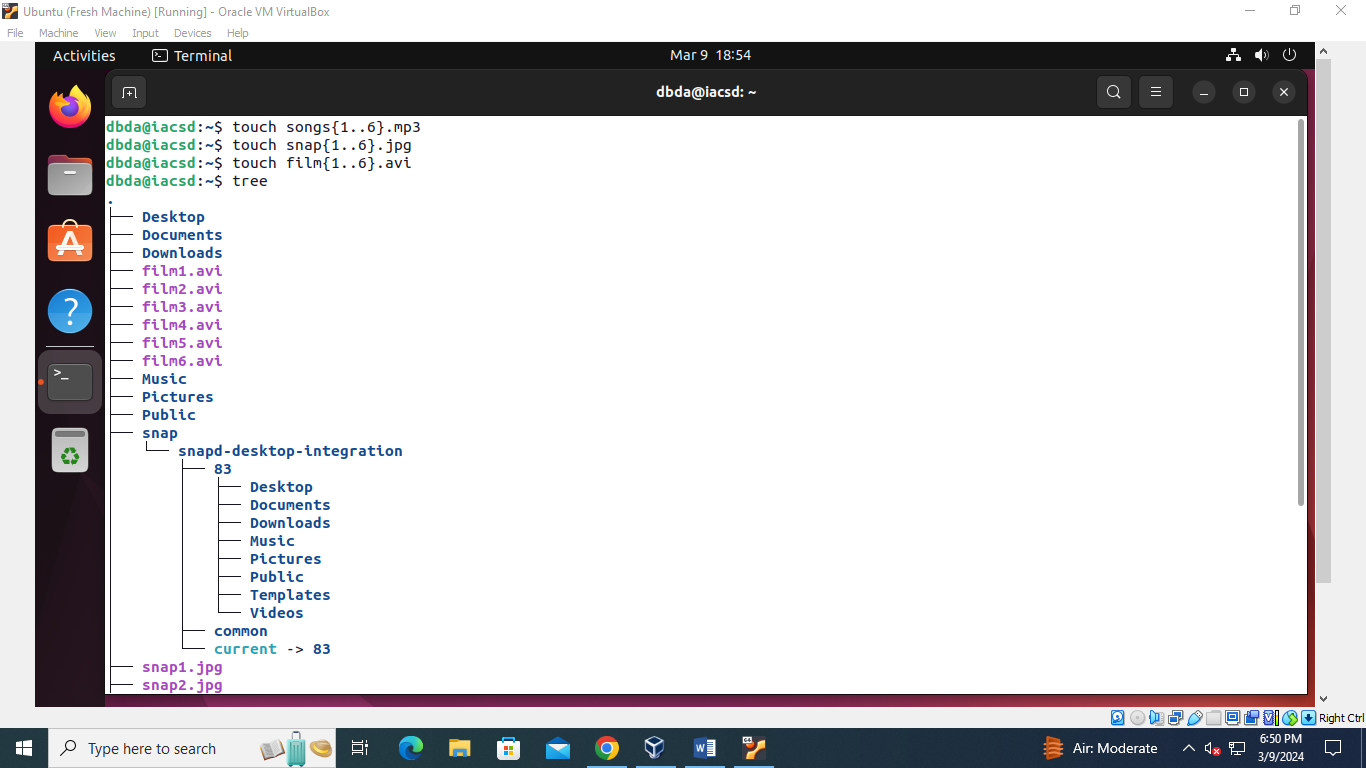 Ubuntu (Fresh Machine) [Running] - Oracle VM VirtualBox
File Machine View Input Devices Help
Activities Terminal Mar 9 18:54
dbda@iacsd: ~
dbda@iacsd:~$ touch songs{1..6}.mp3
dbda@iacsd:~$ touch snap{1..6}.jpg
dbda@iacsd:~$ touch film{1..6}.avi
dbda@iacsd:~$ tree
.
├── Desktop
├── Documents
├── Downloads
├── film1.avi
├── film2.avi
├── film3.avi
├── film4.avi
├── film5.avi
├── film6.avi
├── Music
├── Pictures
├── Public
├── snap
│   └── snapd-desktop-integration
│       ├── 83
│       │   ├── Desktop
│       │   ├── Documents
│       │   ├── Downloads
│       │   ├── Music
│       │   ├── Pictures
│       │   ├── Public
│       │   ├── Templates
│       │   └── Videos
│       ├── common
│       └── current -> 83
├── snap1.jpg
├── snap2.jpg
Right Ctrl
Type here to search
Air: Moderate
6:50 PM
3/9/2024